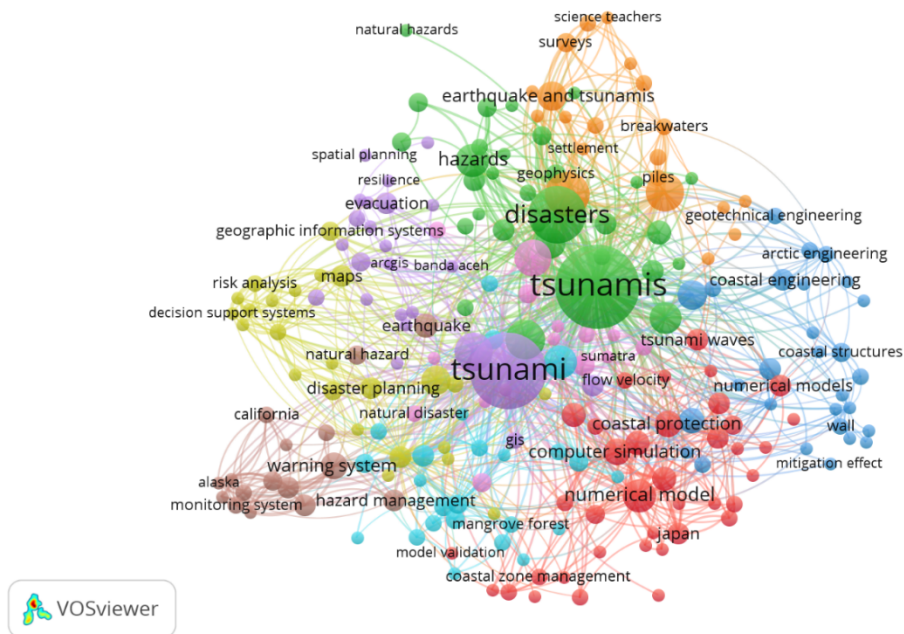 science teachers
natural hazards
surveys
earthquake and tsunamis
breakwaters
settlement
spatial planning
hazards
geophysics
resilience
piles
evacuation
disasters
geotechnical engineering
geographic information systems
arctic engineering
arcgis
banda aceh
maps
coastal engineering
risk analysis
tsunamis
decision support systems
earthquake
tsunami waves
natural hazard
sumatra
coastal structures
tsunami
flow velocity
disaster planning
numerical models
california
natural disaster
coastal protection
wall
gis
computer simulation
warning system
mitigation effect
alaska
numerical model
monitoring system
hazard management
mangrove forest
japan
model validation
coastal zone management
VOSviewer